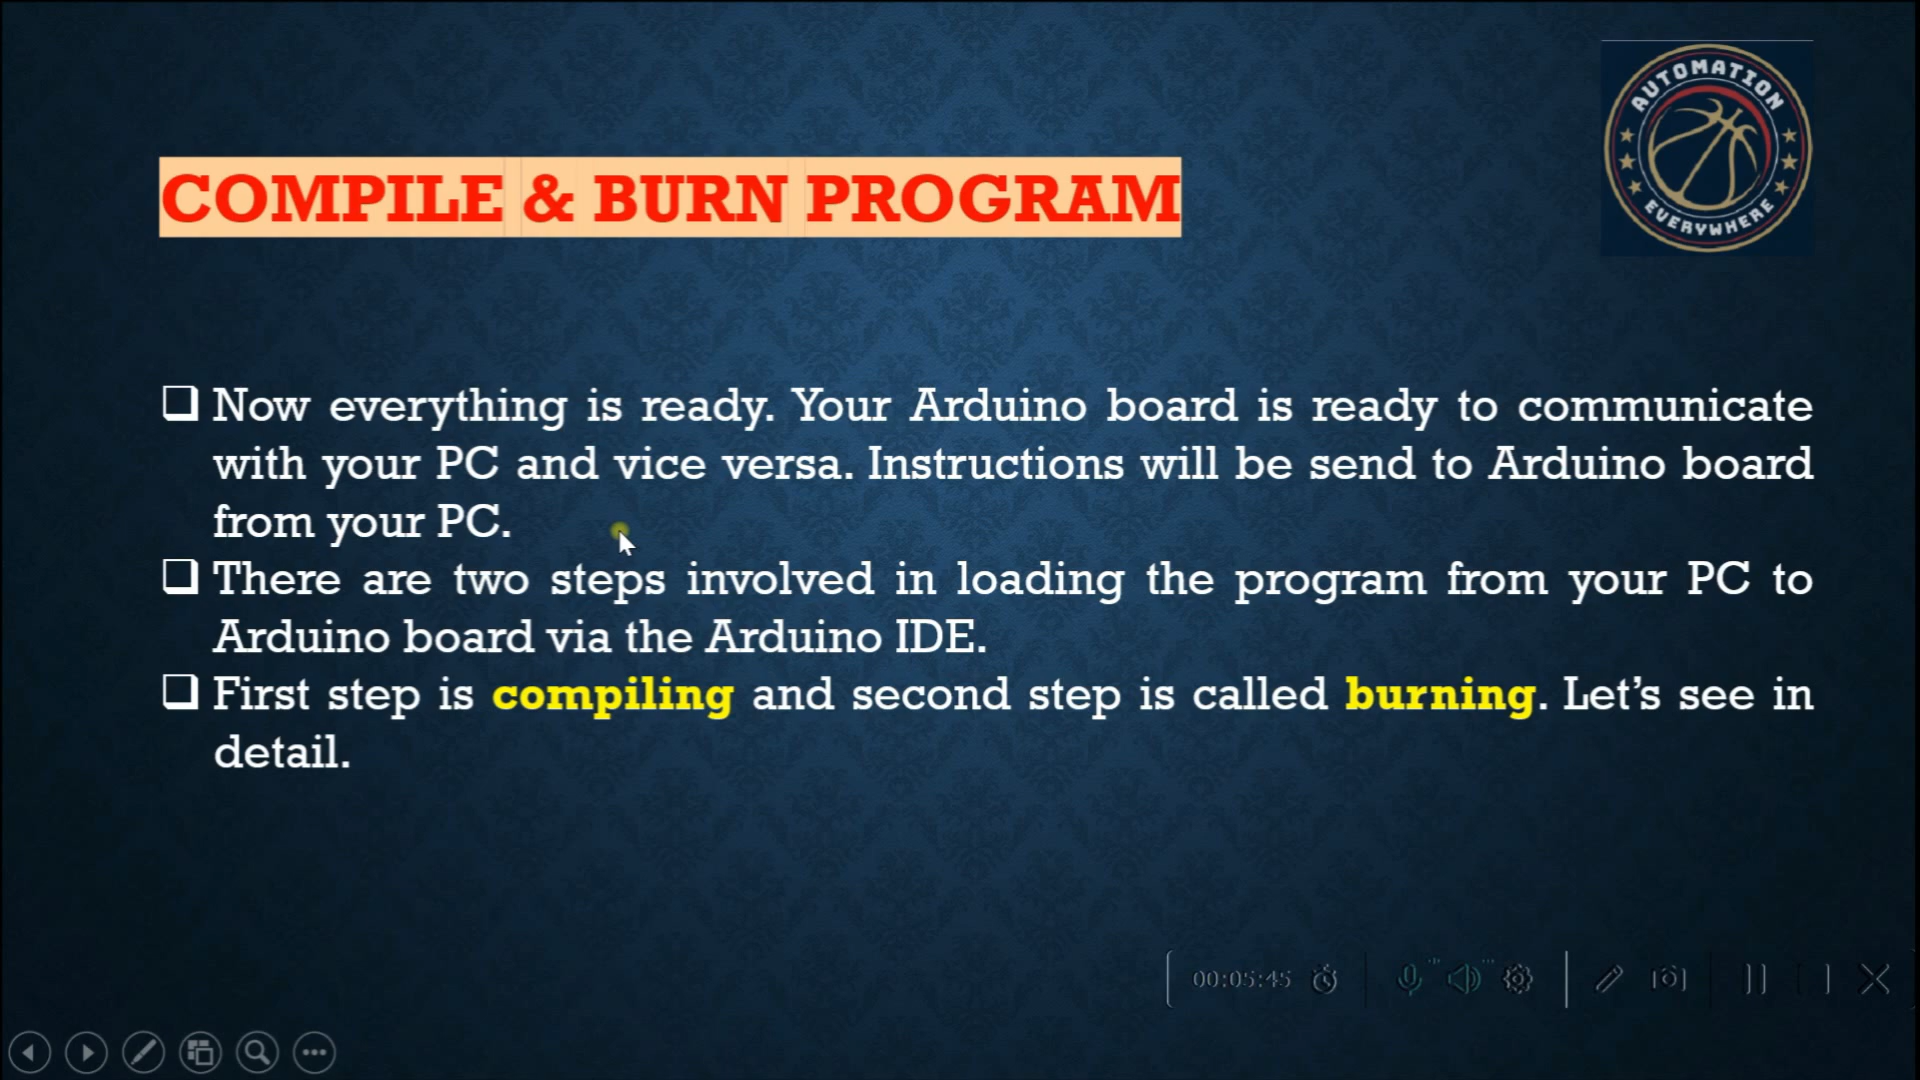 AUTOMATION
EVERYWHERE
COMPILE & BURN PROGRAM
Now everything is ready. Your Arduino board is ready to communicate
with your PC and vice versa. Instructions will be send to Arduino board
from your PC.
There are two steps involved in loading the program from your PC to
Arduino board via the Arduino IDE.
First step is compiling and second step is called burning. Let’s see in
detail.
00:05:45